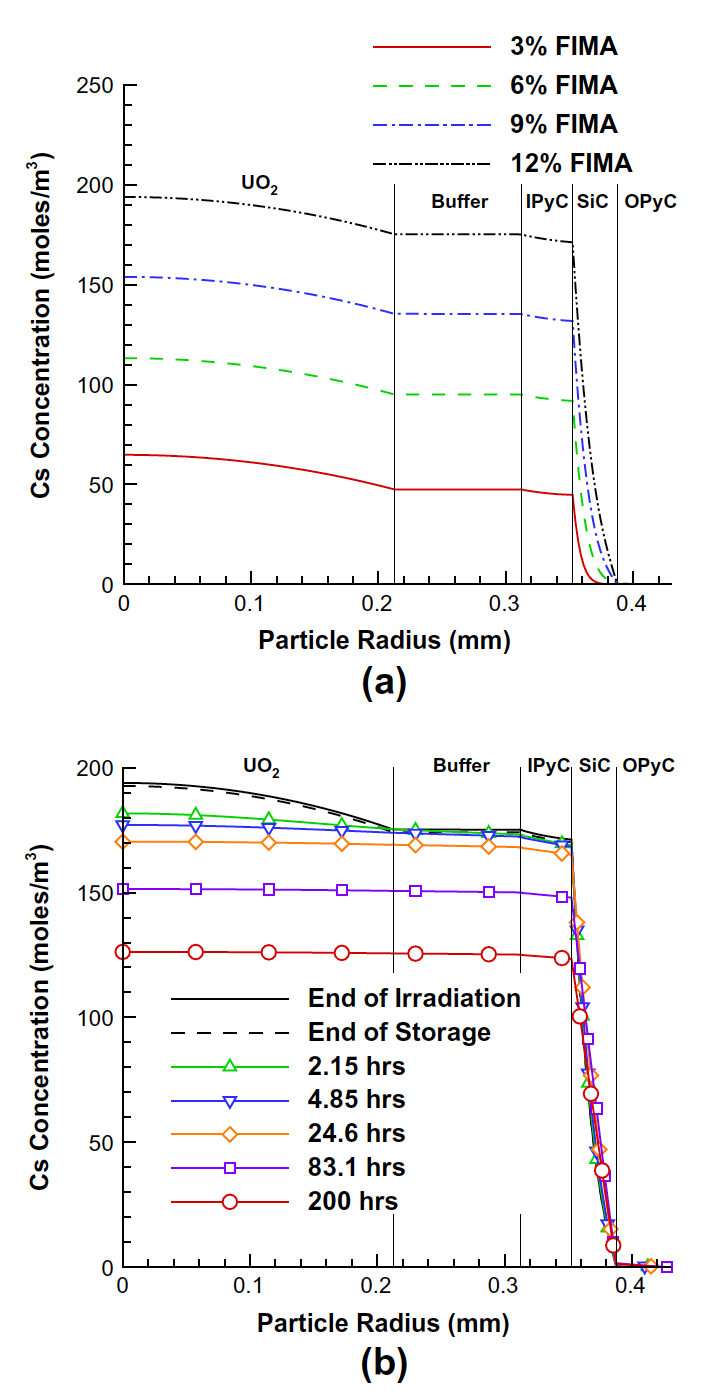 3% FIMA
6% FIMA
9% FIMA
12% FIMA
250
200
150
100
50
0
UO2
Buffer
IPyC
SiC
OPyC
Cs Concentration (moles/m3)
0
0.1
0.2
0.3
0.4
Particle Radius (mm)
(a)
UO2
Buffer
IPyC
SiC
OPyC
200
150
100
50
0
Cs Concentration (moles/m3)
End of Irradiation
End of Storage
2.15 hrs
4.85 hrs
24.6 hrs
83.1 hrs
200 hrs
0
0.1
0.2
0.3
0.4
Particle Radius (mm)
(b)